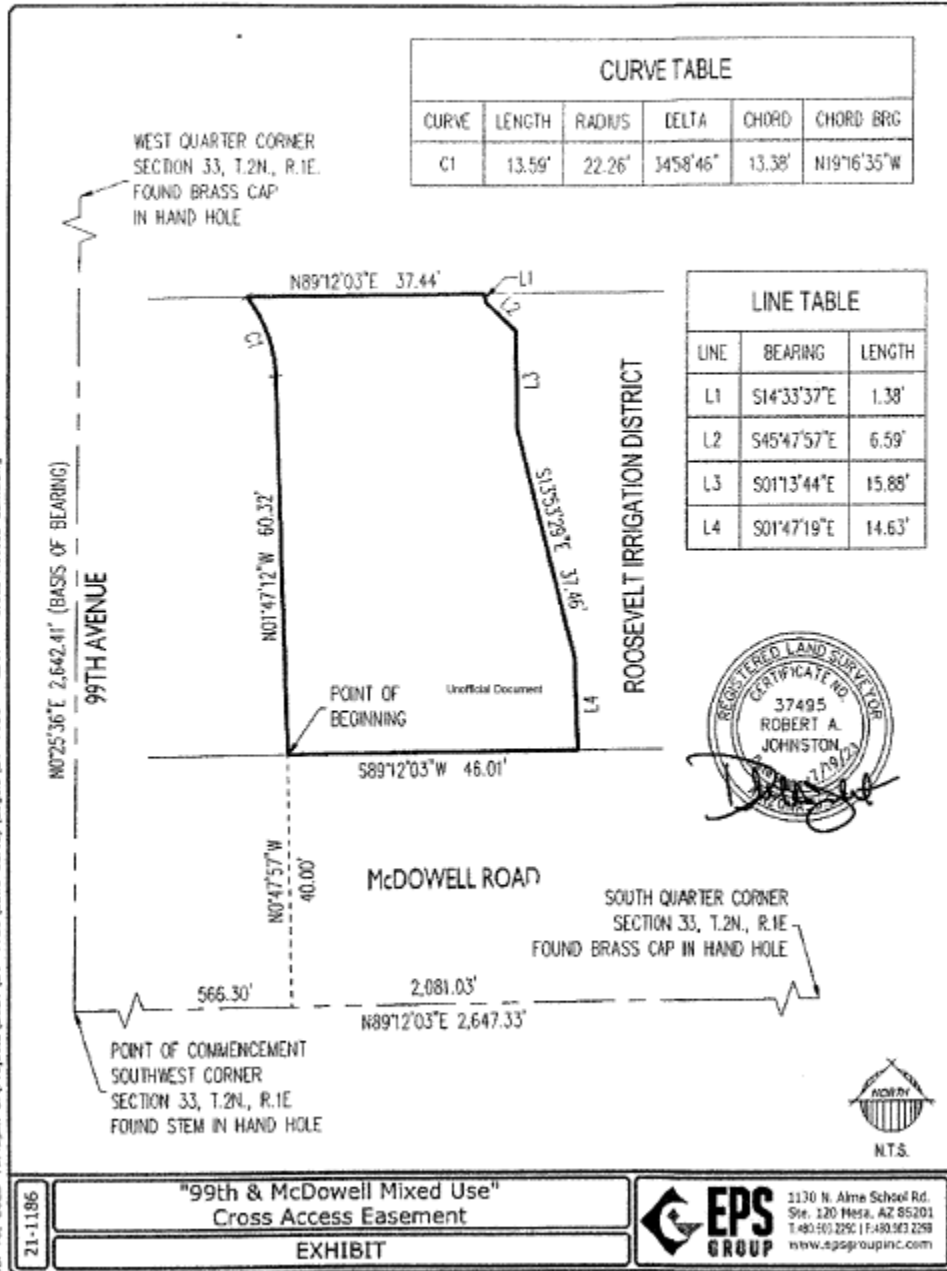 CURVE TABLE
CURVE LENGTH RADIUS DELTA CHORD CHORD BRG
C1 13.59' 22.26' 34°58'46" 13.38' N19°16'35"W
WEST QUARTER CORNER
SECTION 33, T.2N., R.1E.
FOUND BRASS CAP
IN HAND HOLE
N89°12'03"E 37.44'
L1
L2
C1
L3
LINE TABLE
LINE BEARING LENGTH
L1 S14°33'37"E 1.38'
L2 S45°47'57"E 6.59'
L3 S01°13'44"E 15.88'
L4 S01°47'19"E 14.63'
N0°25'36"E 2,642.41' (BASIS OF BEARING)
99TH AVENUE
N01°47'12"W 60.32'
S13°53'29"E 37.46'
ROOSEVELT IRRIGATION DISTRICT
POINT OF
BEGINNING
Unofficial Document
L4
S89°12'03"W 46.01'
REGISTERED LAND SURVEYOR
CERTIFICATE NO.
37495
ROBERT A.
JOHNSTON
N0°47'57"W
40.00'
McDOWELL ROAD
SOUTH QUARTER CORNER
SECTION 33, T.2N., R.1E
FOUND BRASS CAP IN HAND HOLE
566.30' 2,081.03'
N89°12'03"E 2,647.33'
POINT OF COMMENCEMENT
SOUTHWEST CORNER
SECTION 33, T.2N., R.1E
FOUND STEM IN HAND HOLE
NORTH
N.T.S.
21-1186
"99th & McDowell Mixed Use"
Cross Access Easement
EXHIBIT
EPS
GROUP
1130 N. Alma School Rd.
Ste. 120 Mesa, AZ 85201
T:480.503.2250 | F:480.503.2258
www.epsgroupinc.com